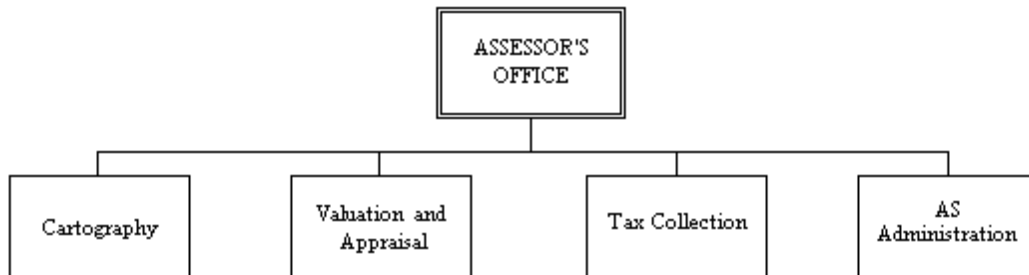 ASSESSOR'S
OFFICE
Cartography
Valuation and
Appraisal
Tax Collection
AS
Administration